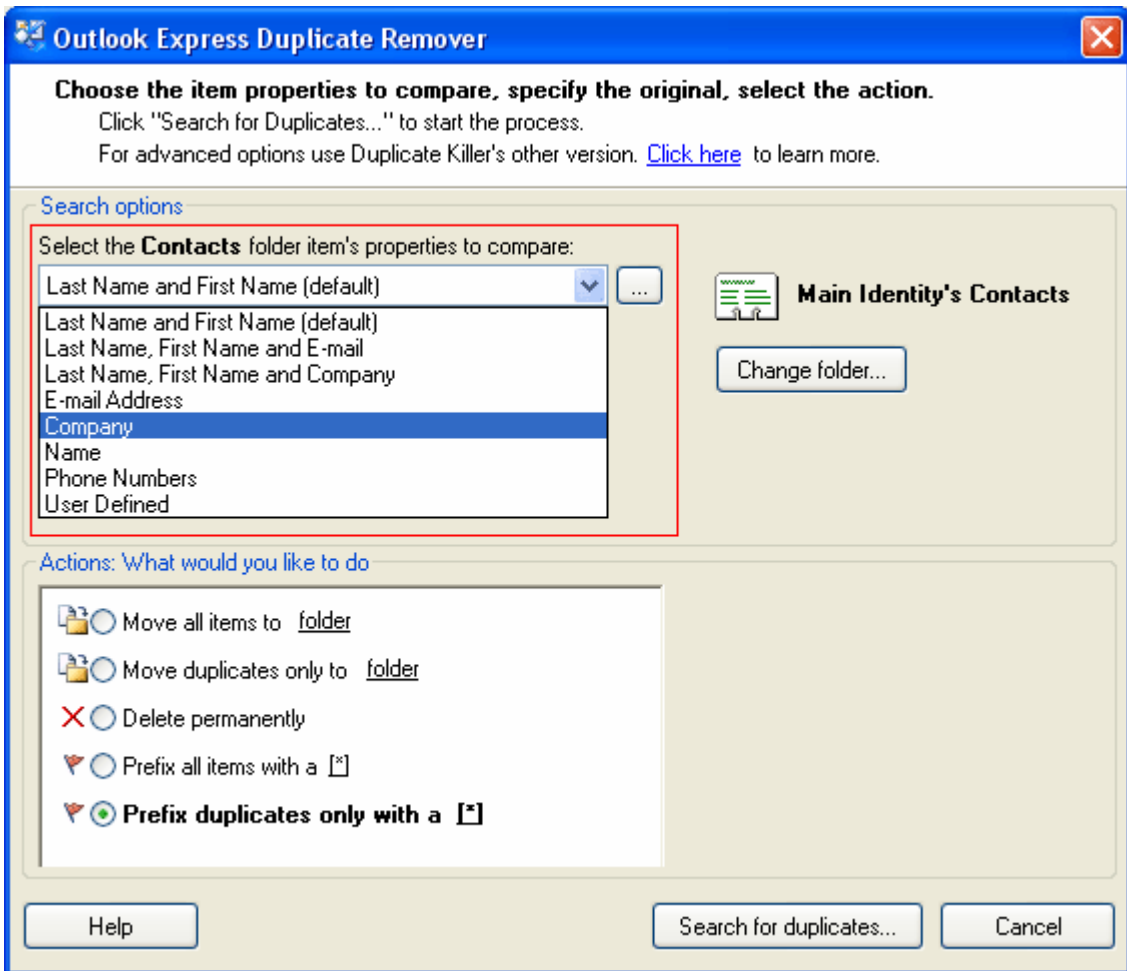 Outlook Express Duplicate Remover
Choose the item properties to compare, specify the original, select the action.
Click "Search for Duplicates..." to start the process.
For advanced options use Duplicate Killer's other version. Click here to learn more.
Search options
Select the Contacts folder item's properties to compare:
Last Name and First Name (default)
...
Last Name and First Name (default)
Last Name, First Name and E-mail
Last Name, First Name and Company
E-mail Address
Company
Name
Phone Numbers
User Defined
Main Identity's Contacts
Change folder...
Actions: What would you like to do
Move all items to folder
Move duplicates only to folder
Delete permanently
Prefix all items with a [*]
Prefix duplicates only with a [*]
Help
Search for duplicates...
Cancel